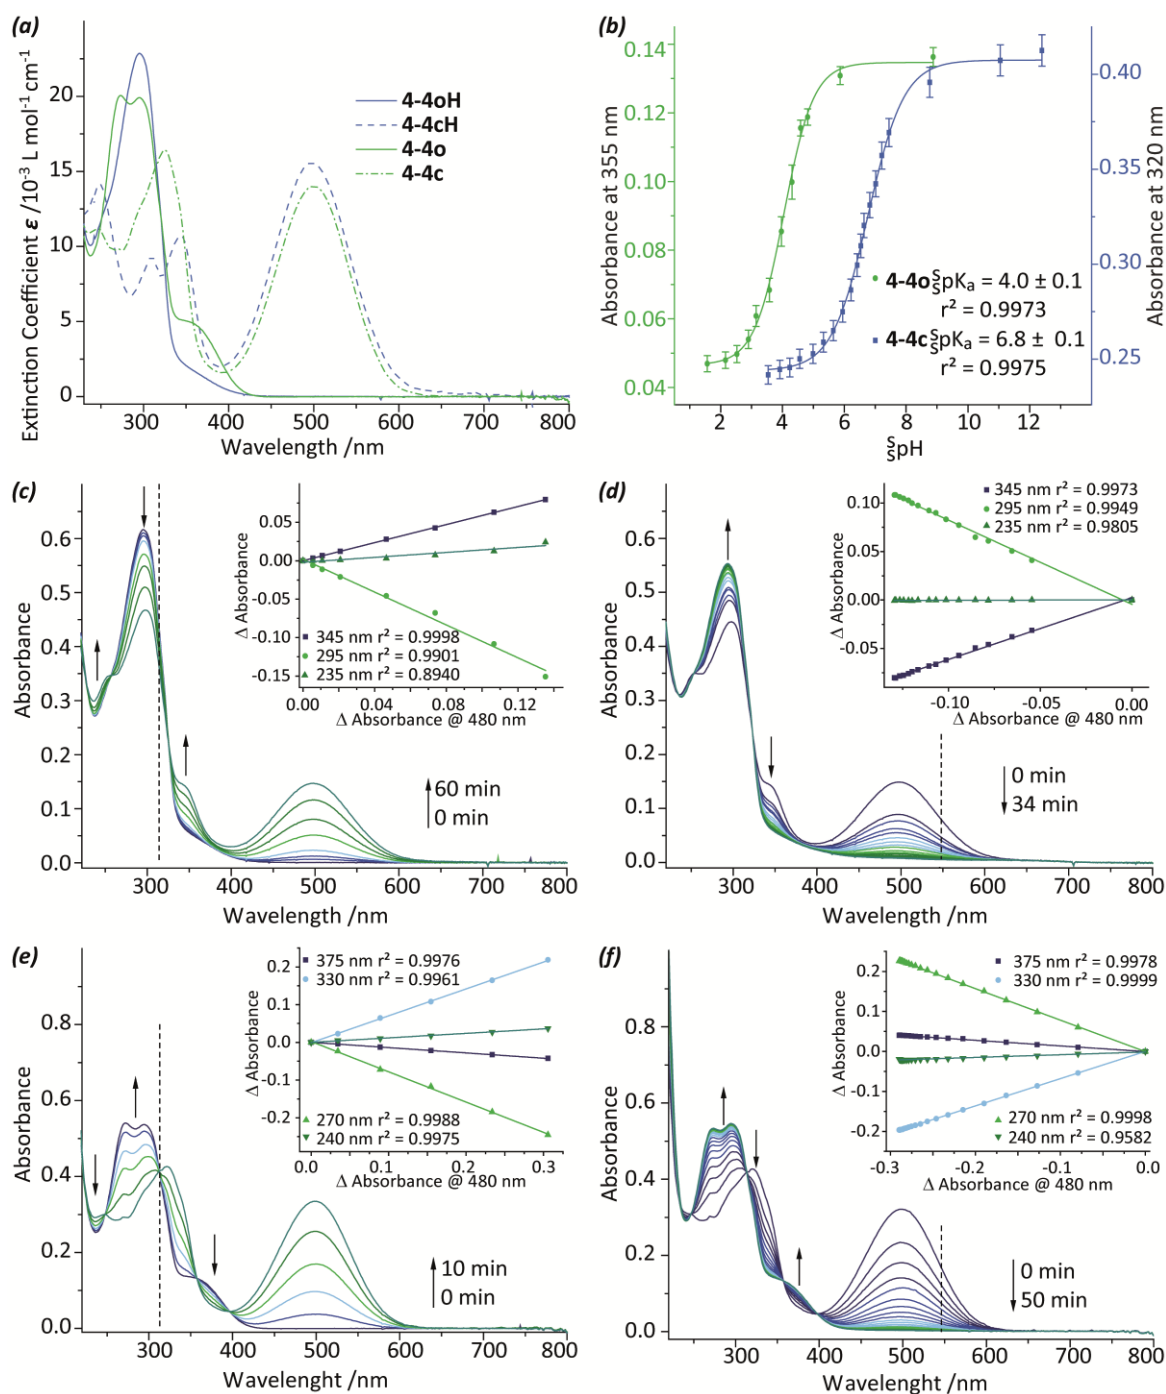 (a)
Extinction Coefficient ε /10⁻³ L mol⁻¹ cm⁻¹
20
15
10
5
0
4-4oH
4-4cH
4-4o
4-4c
300 400 500 600 700 800
Wavelength /nm
(b)
Absorbance at 355 nm
0.14
0.12
0.10
0.08
0.06
0.04
Absorbance at 320 nm
0.40
0.35
0.30
0.25
4-4o ˢₛpKₐ = 4.0 ± 0.1
r² = 0.9973
4-4c ˢₛpKₐ = 6.8 ± 0.1
r² = 0.9975
2 4 6 8 10 12
ˢₛpH
(c)
Absorbance
0.6
0.5
0.4
0.3
0.2
0.1
0.0
Δ Absorbance
0.05
0.00
-0.05
-0.10
-0.15
345 nm r² = 0.9998
295 nm r² = 0.9901
235 nm r² = 0.8940
0.00 0.04 0.08 0.12
Δ Absorbance @ 480 nm
60 min
0 min
300 400 500 600 700 800
Wavelength /nm
(d)
Absorbance
0.6
0.5
0.4
0.3
0.2
0.1
0.0
345 nm r² = 0.9973
295 nm r² = 0.9949
235 nm r² = 0.9805
Δ Absorbance
0.10
0.05
0.00
-0.05
-0.10 -0.05 0.00
Δ Absorbance @ 480 nm
0 min
34 min
300 400 500 600 700 800
Wavelength /nm
(e)
Absorbance
0.8
0.6
0.4
0.2
0.0
Δ Absorbance
0.2
0.1
0.0
-0.1
-0.2
375 nm r² = 0.9976
330 nm r² = 0.9961
270 nm r² = 0.9988
240 nm r² = 0.9975
0.0 0.1 0.2 0.3
Δ Absorbance @ 480 nm
10 min
0 min
300 400 500 600 700 800
Wavelenght /nm
(f)
Absorbance
0.8
0.6
0.4
0.2
0.0
Δ Absorbance
0.2
0.1
0.0
-0.1
-0.2
375 nm r² = 0.9978
330 nm r² = 0.9999
270 nm r² = 0.9998
240 nm r² = 0.9582
-0.3 -0.2 -0.1 0.0
Δ Absorbance @ 480 nm
0 min
50 min
300 400 500 600 700 800
Wavelenght /nm